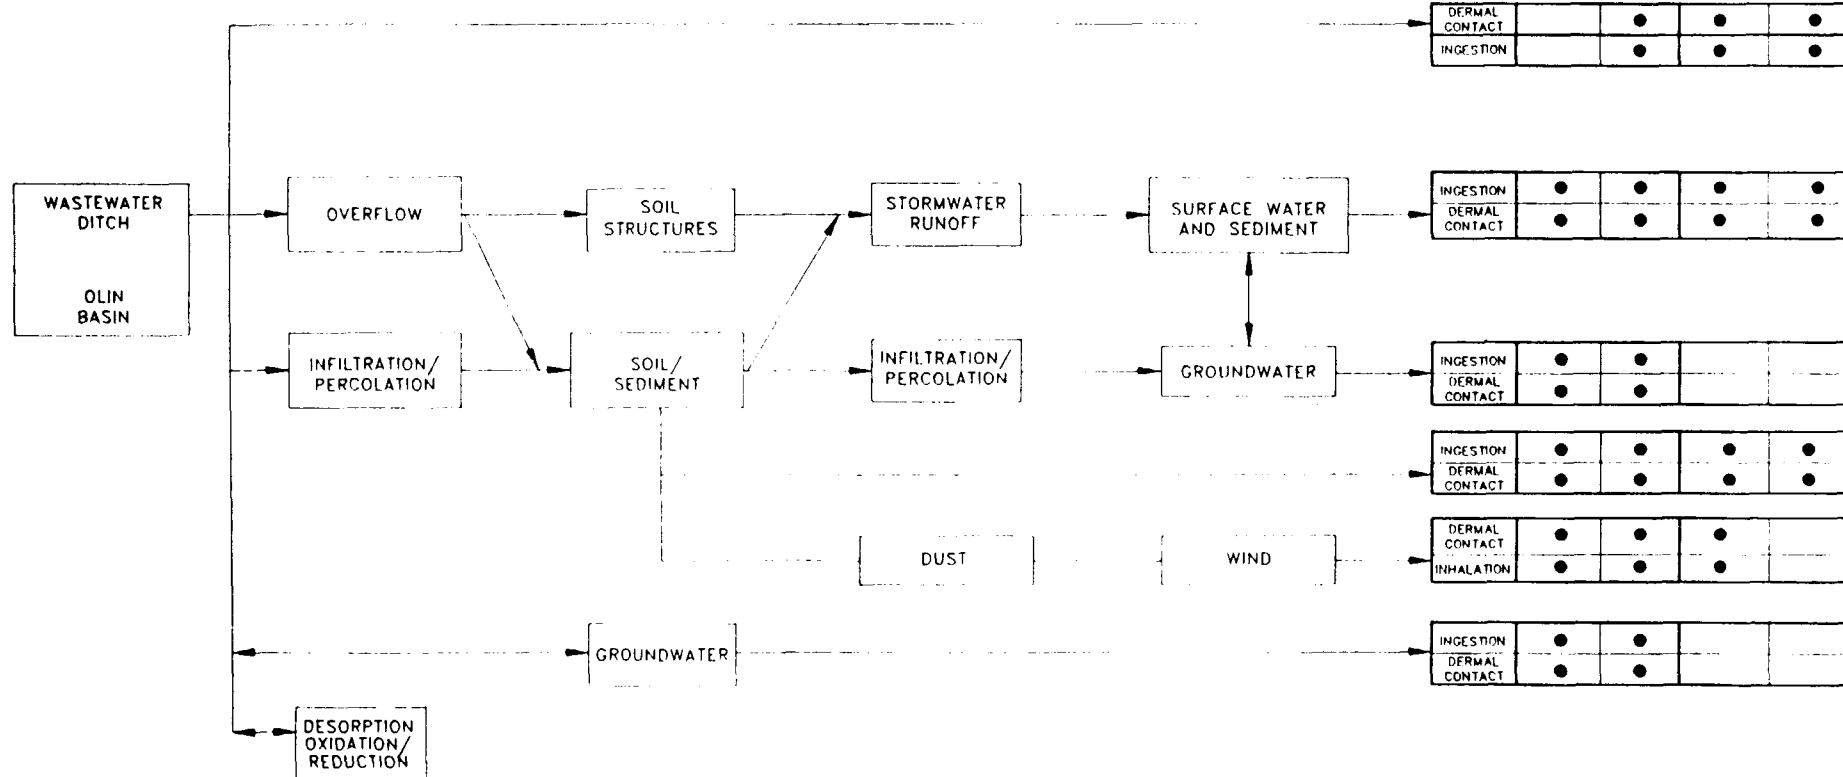 DERMAL
CONTACT
INGESTION
WASTEWATER
DITCH
OLIN
BASIN
OVERFLOW
SOIL
STRUCTURES
STORMWATER
RUNOFF
SURFACE WATER
AND SEDIMENT
INGESTION
DERMAL
CONTACT
INFILTRATION/
PERCOLATION
SOIL/
SEDIMENT
INFILTRATION/
PERCOLATION
GROUNDWATER
INGESTION
DERMAL
CONTACT
INGESTION
DERMAL
CONTACT
DUST
WIND
DERMAL
CONTACT
INHALATION
GROUNDWATER
INGESTION
DERMAL
CONTACT
DESORPTION
OXIDATION/
REDUCTION